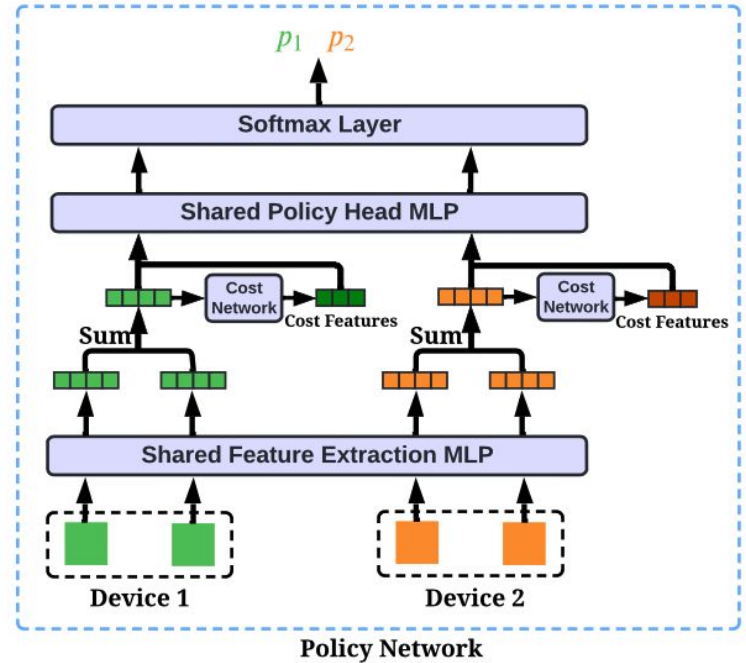 p1 p2
Softmax Layer
Shared Policy Head MLP
Cost
Network
Cost Features
Cost
Network
Cost Features
Sum
Sum
Shared Feature Extraction MLP
Device 1
Device 2
Policy Network